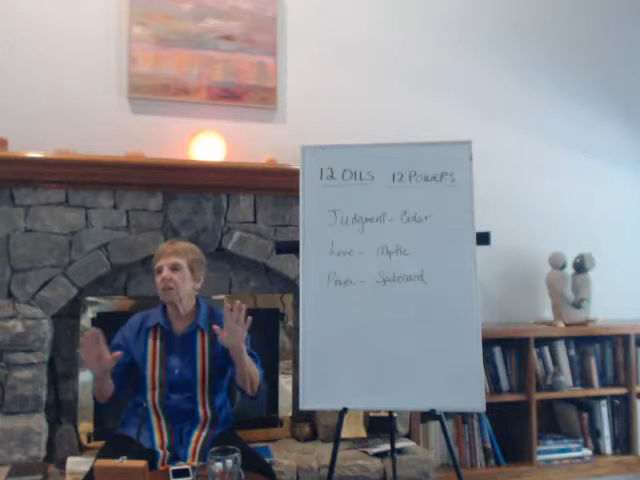 12 OILS 12 POWERS
Judgment - Cedar
Love - Myrtle
Power - Spikenard